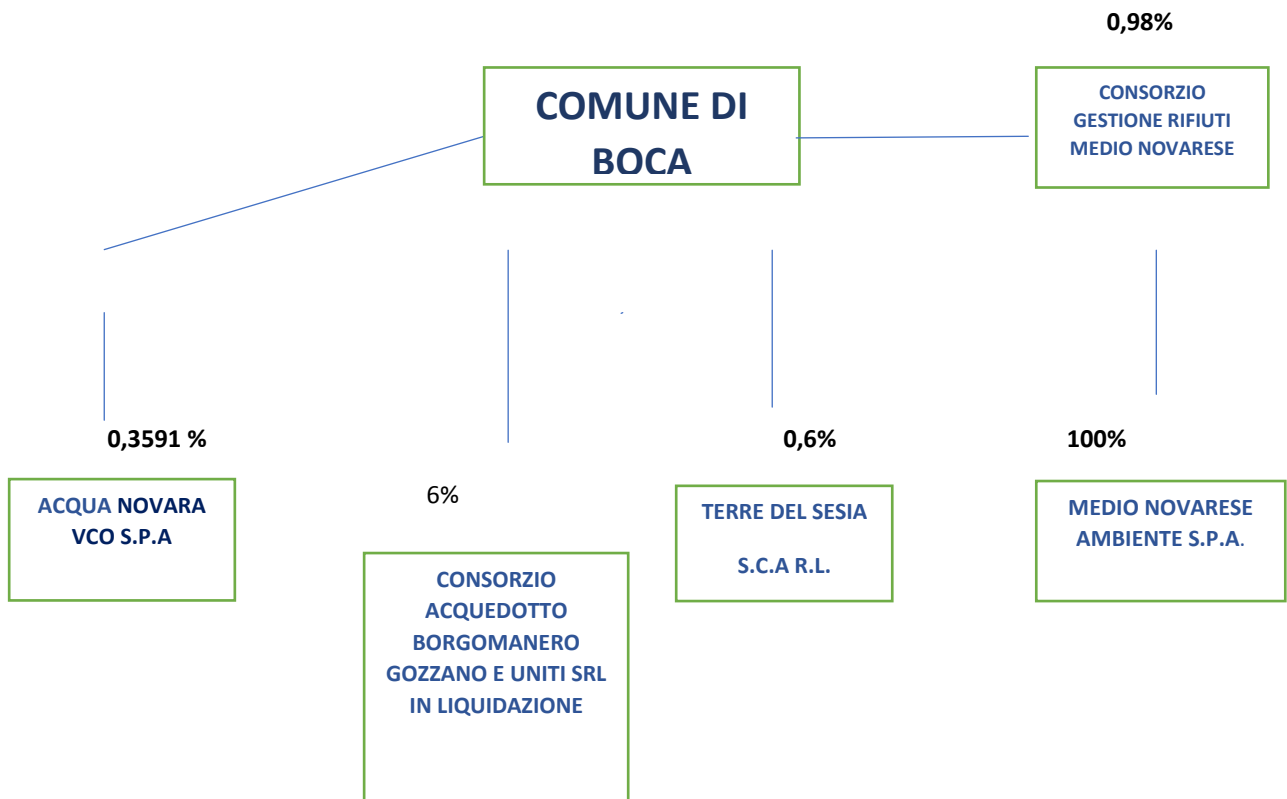 0,98%
COMUNE DI
BOCA
CONSORZIO
GESTIONE RIFIUTI
MEDIO NOVARESE
0,3591 %
ACQUA NOVARA
VCO S.P.A
6%
CONSORZIO
ACQUEDOTTO
BORGOMANERO
GOZZANO E UNITI SRL
IN LIQUIDAZIONE
0,6%
TERRE DEL SESIA
S.C.A R.L.
100%
MEDIO NOVARESE
AMBIENTE S.P.A.